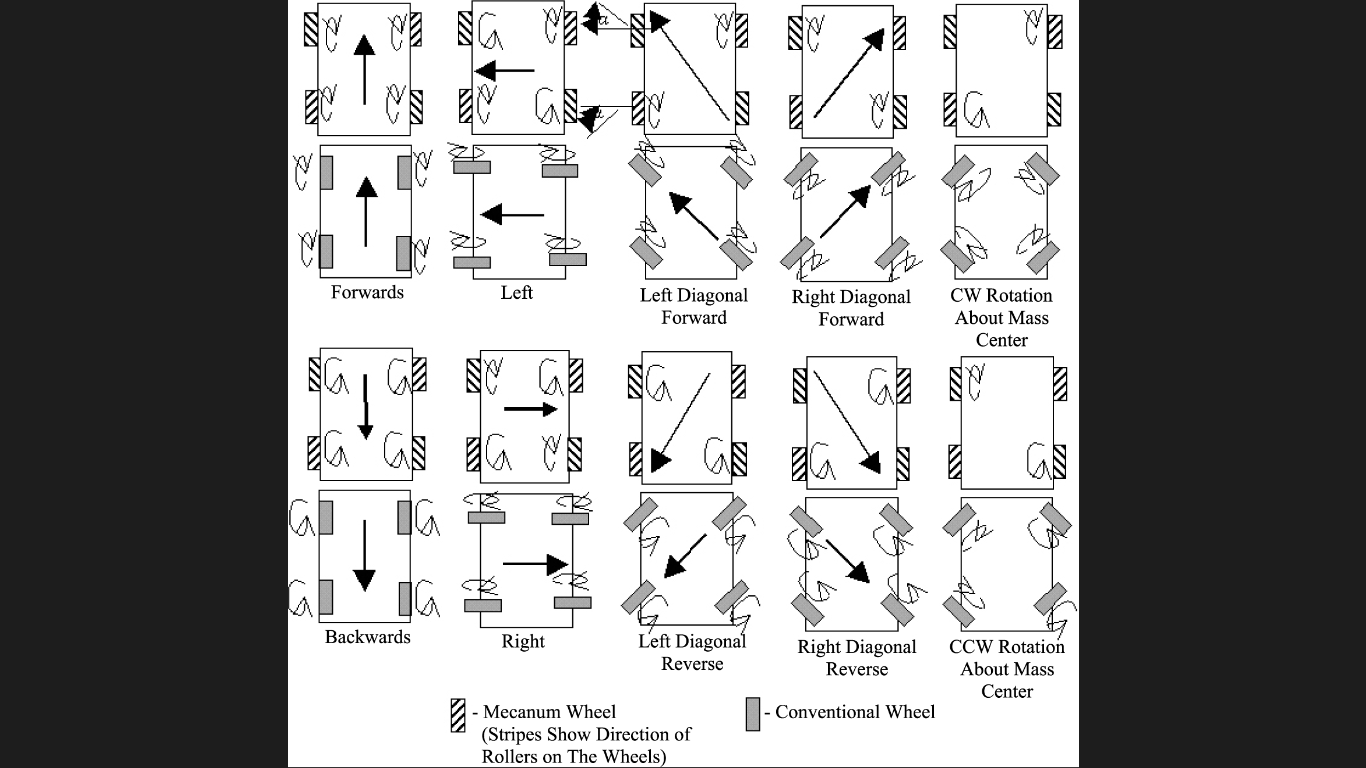 α
α
Forwards
Left
Left Diagonal
Forward
Right Diagonal
Forward
CW Rotation
About Mass
Center
Backwards
Right
Left Diagonal
Reverse
Right Diagonal
Reverse
CCW Rotation
About Mass
Center
- Mecanum Wheel
(Stripes Show Direction of
Rollers on The Wheels)
- Conventional Wheel